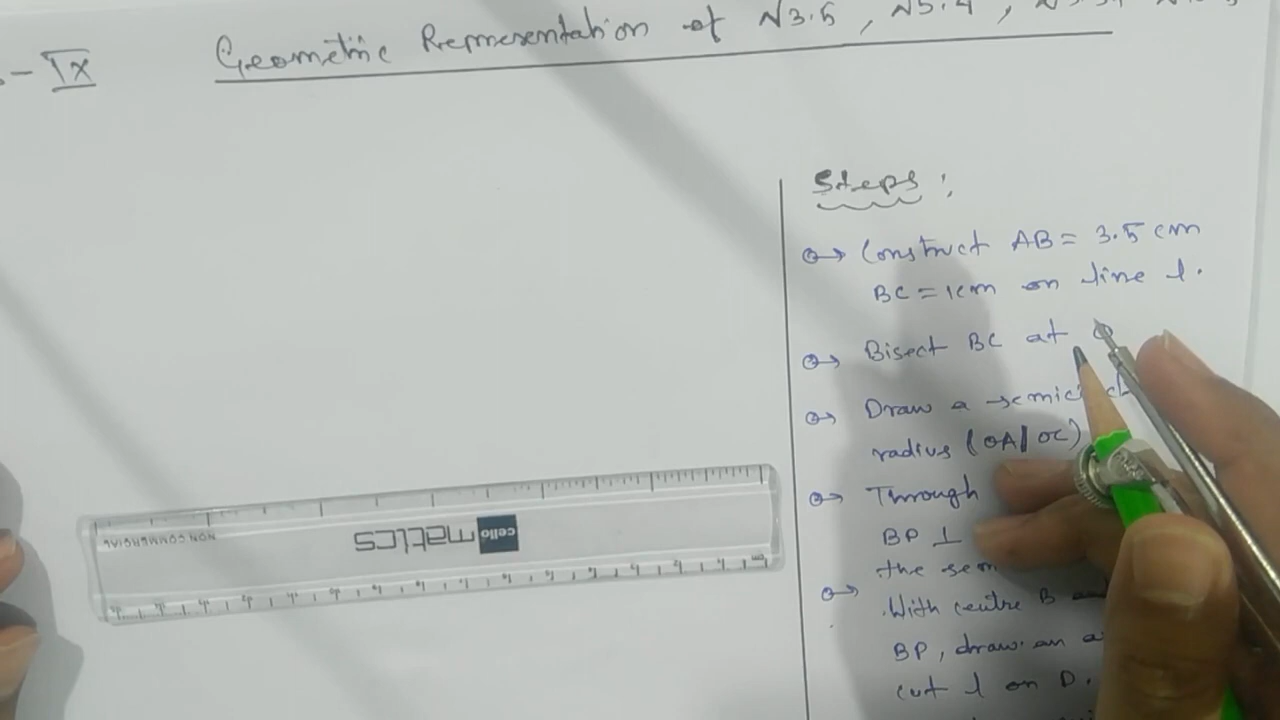 IX
Geometric Representation of √3.5, √5.4,
Steps:
Construct AB = 3.5 cm
BC = 1cm on line l.
Bisect BC at O
Draw a
radius (OA/OC)
Through
BP ⊥
the
With centre B
BP, draw an
cut l on D.
NON COMMERCIAL
cello
matics
cm